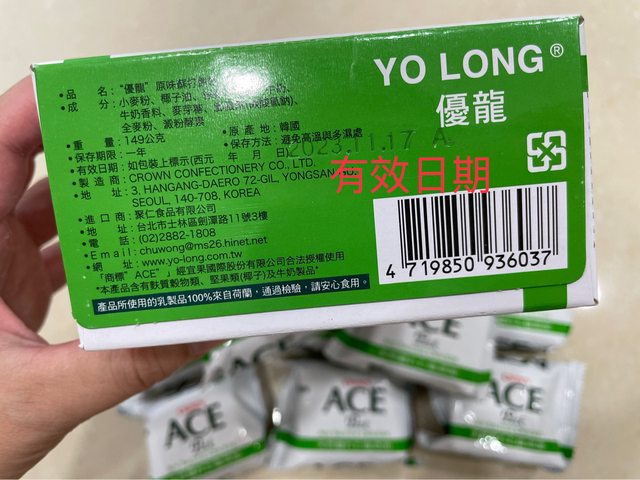 YO LONG®
優龍
•品 名："優龍" 原味蘇打
•成 分：小麥粉、椰子油、
牛奶香料、麥芽
全麥粉、澱粉酵素
•重 量：149公克
•原 產 地：韓國
•保存期限：一年
•保存方法：避免高溫與多濕處
•有效日期：如包裝上標示(西元 年 月 日)
2023.11.17 A
有效日期
•製 造 商：CROWN CONFECTIONERY CO., LTD.
•地 址：3, HANGANG-DAERO 72-GIL, YONGSAN-GU,
SEOUL, 140-708, KOREA
•進 口 商：聚仁食品有限公司
•地 址：台北市士林區劍潭路11號3樓
•電 話：(02)2882-1808
•E m a i l：chuwong@ms26.hinet.net
•網 址：www.yo-long.com.tw
「商標"ACE"」經宜果國際股份有限公司合法授權使用
*本產品含有麩質穀物類、堅果類(椰子)及牛奶製品*
產品所使用的乳製品100%來自荷蘭，通過檢驗，請安心食用。
4 719850 936037
ACE
ACE
ACE
ACE